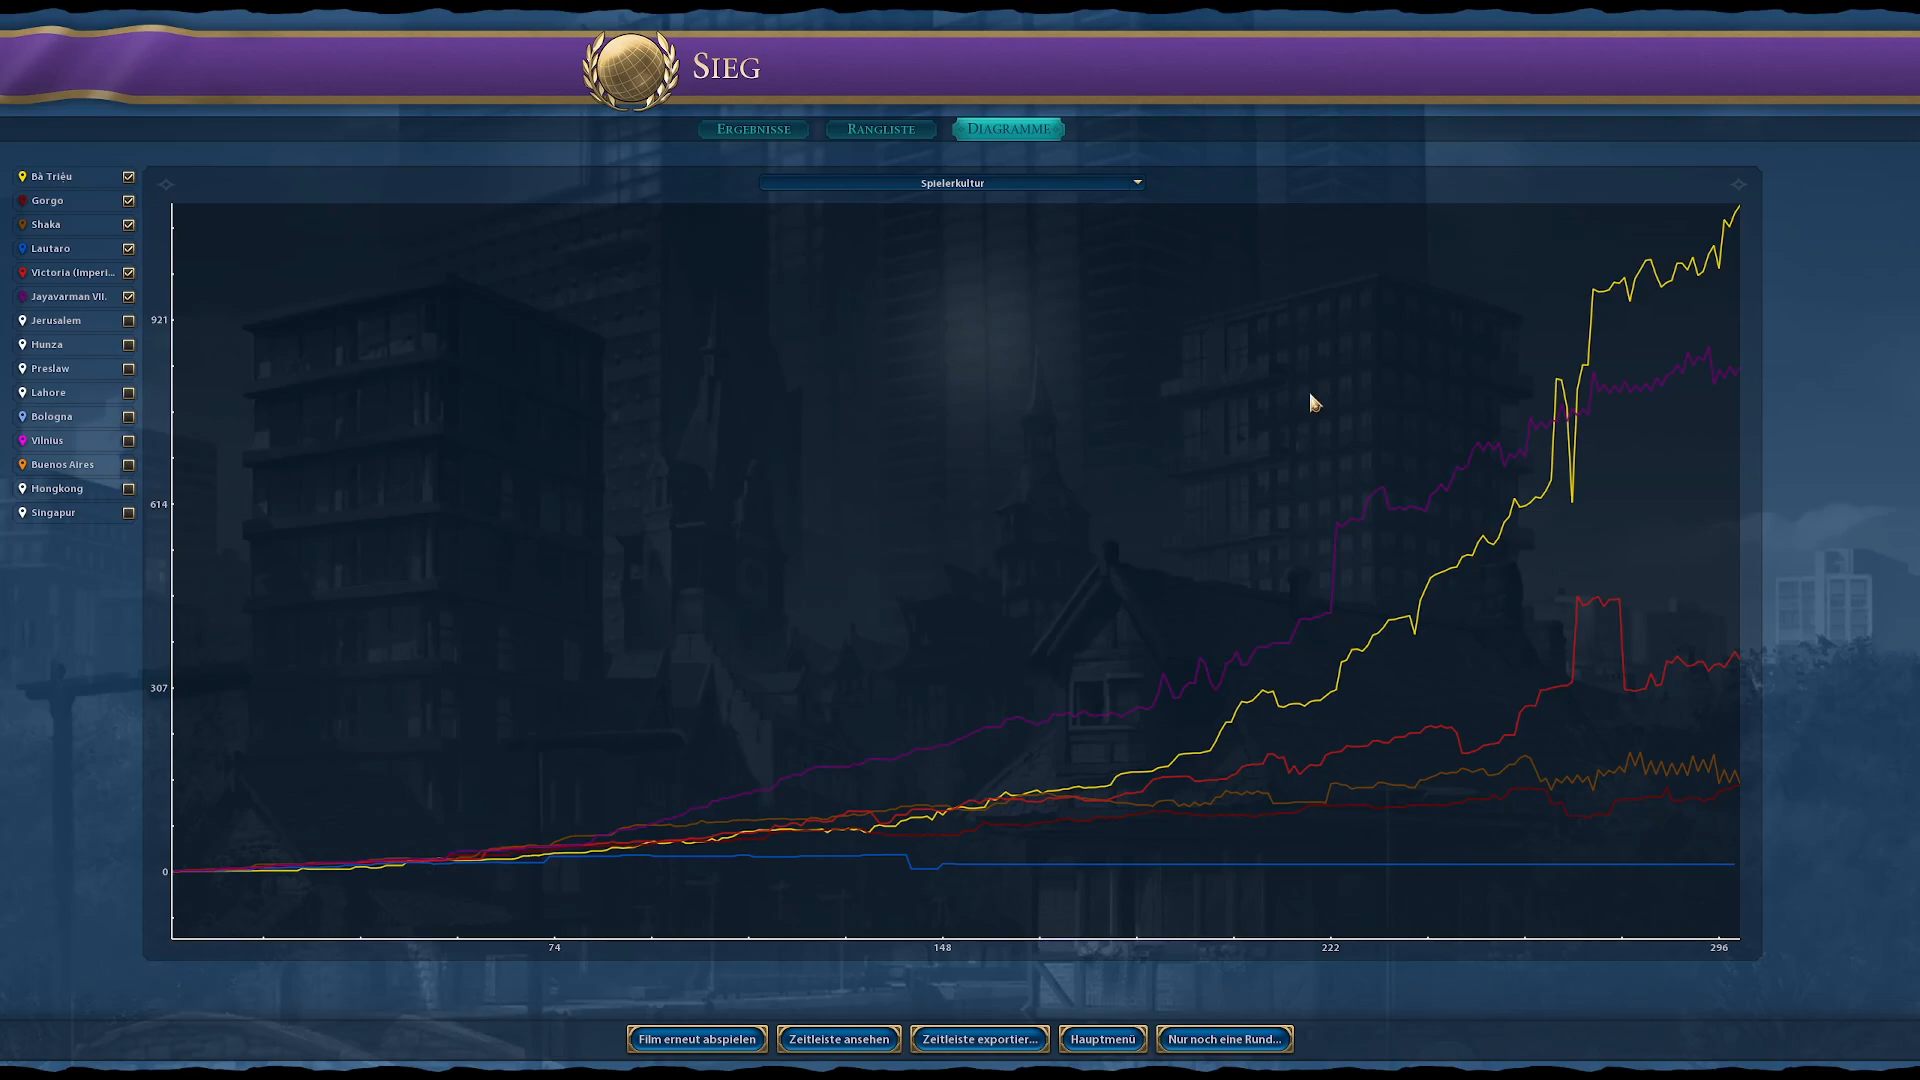 SIEG
ERGEBNISSE
RANGLISTE
DIAGRAMME
Bà Triệu
Gorgo
Shaka
Lautaro
Victoria (Imperi...
Jayavarman VII.
Jerusalem
Hunza
Preslaw
Lahore
Bologna
Vilnius
Buenos Aires
Hongkong
Singapur
Spielerkultur
921
614
307
0
74
148
222
296
Film erneut abspielen
Zeitleiste ansehen
Zeitleiste exportier...
Hauptmenü
Nur noch eine Rund...